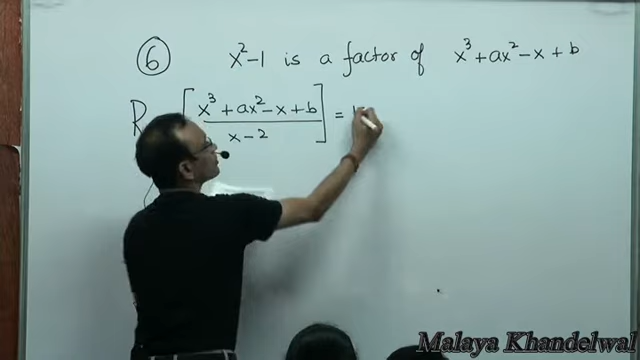 ⑥ x²-1 is a factor of x³+ax²-x+b
R [x³+ax²-x+b
x-2] =
Malaya Khandelwal